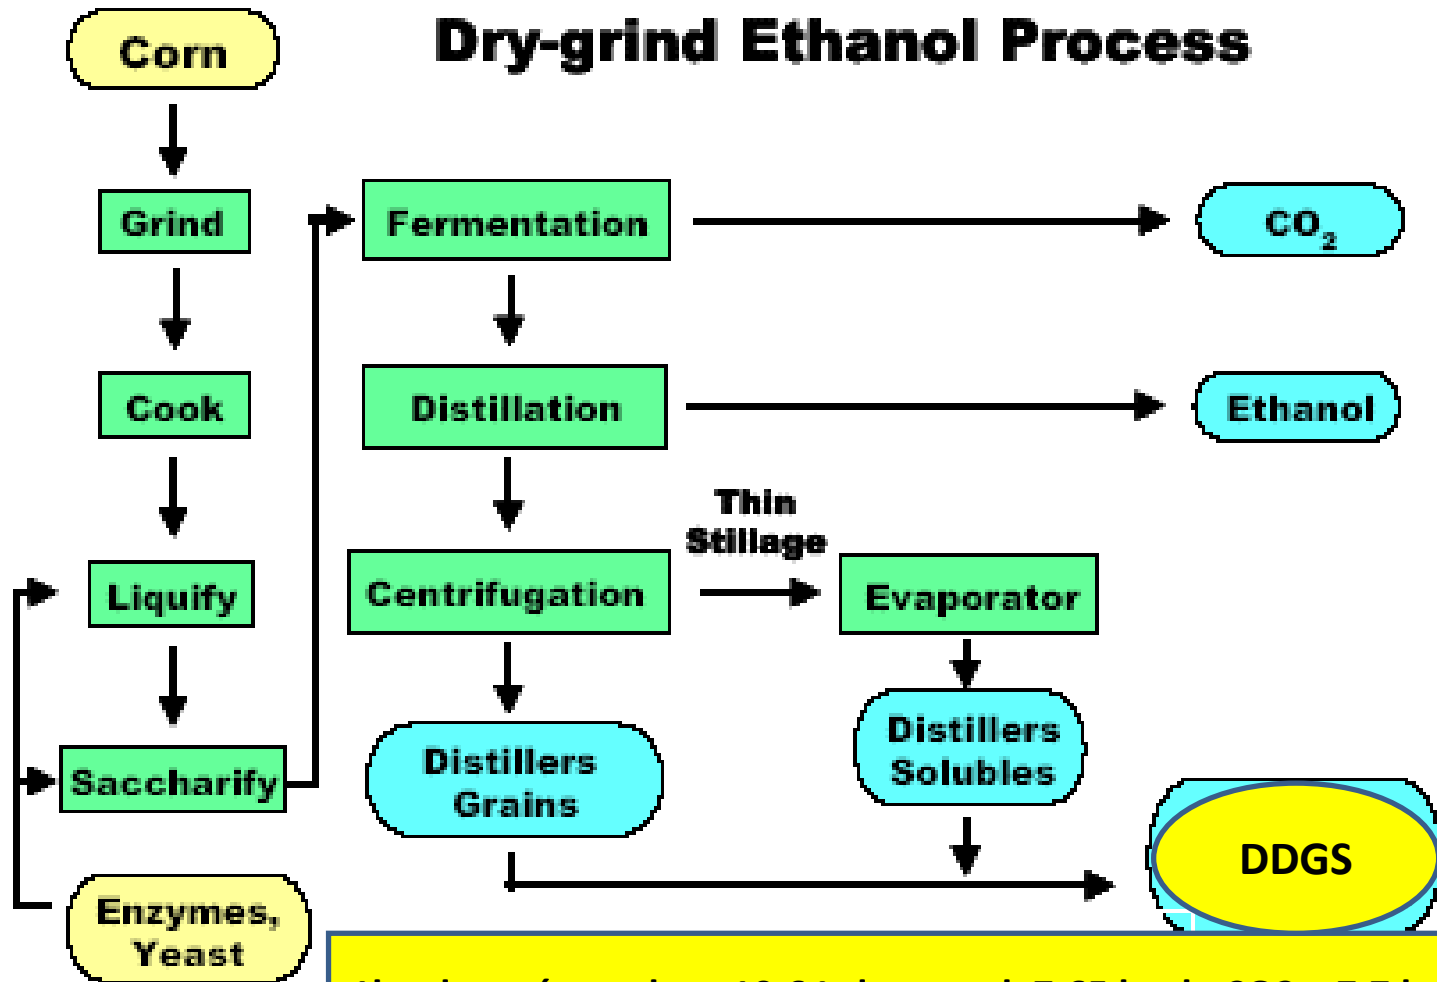 Dry-grind Ethanol Process
Corn
Grind
Cook
Liquify
Saccharify
Enzymes,
Yeast
Fermentation
CO₂
Distillation
Ethanol
Centrifugation
Thin
Stillage
Evaporator
Distillers
Grains
Distillers
Solubles
DDGS